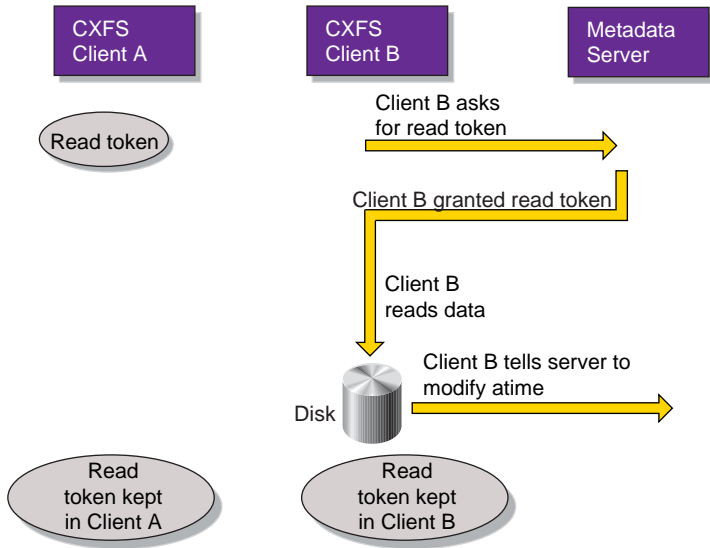 CXFS
Client A
CXFS
Client B
Metadata
Server
Read token
Client B asks
for read token
Client B granted read token
Client B
reads data
Client B tells server to
modify atime
Disk
Read
token kept
in Client A
Read
token kept
in Client B